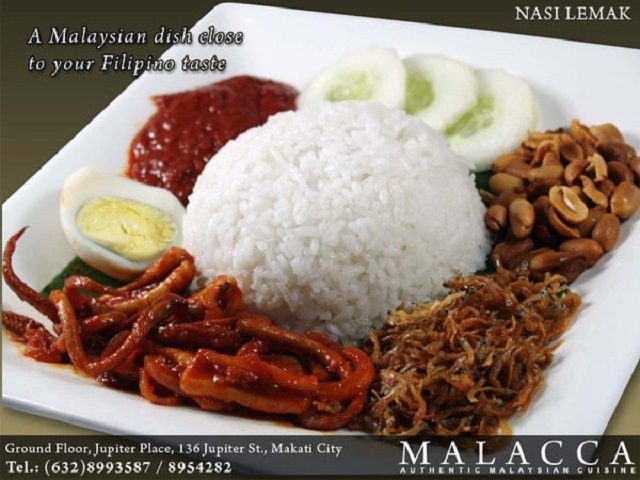 NASI LEMAK
A Malaysian dish close
to your Filipino taste
Ground Floor, Jupiter Place, 136 Jupiter St., Makati City
Tel.: (632)8993587 / 8954282
MALACCA
AUTHENTIC MALAYSIAN CUISINE